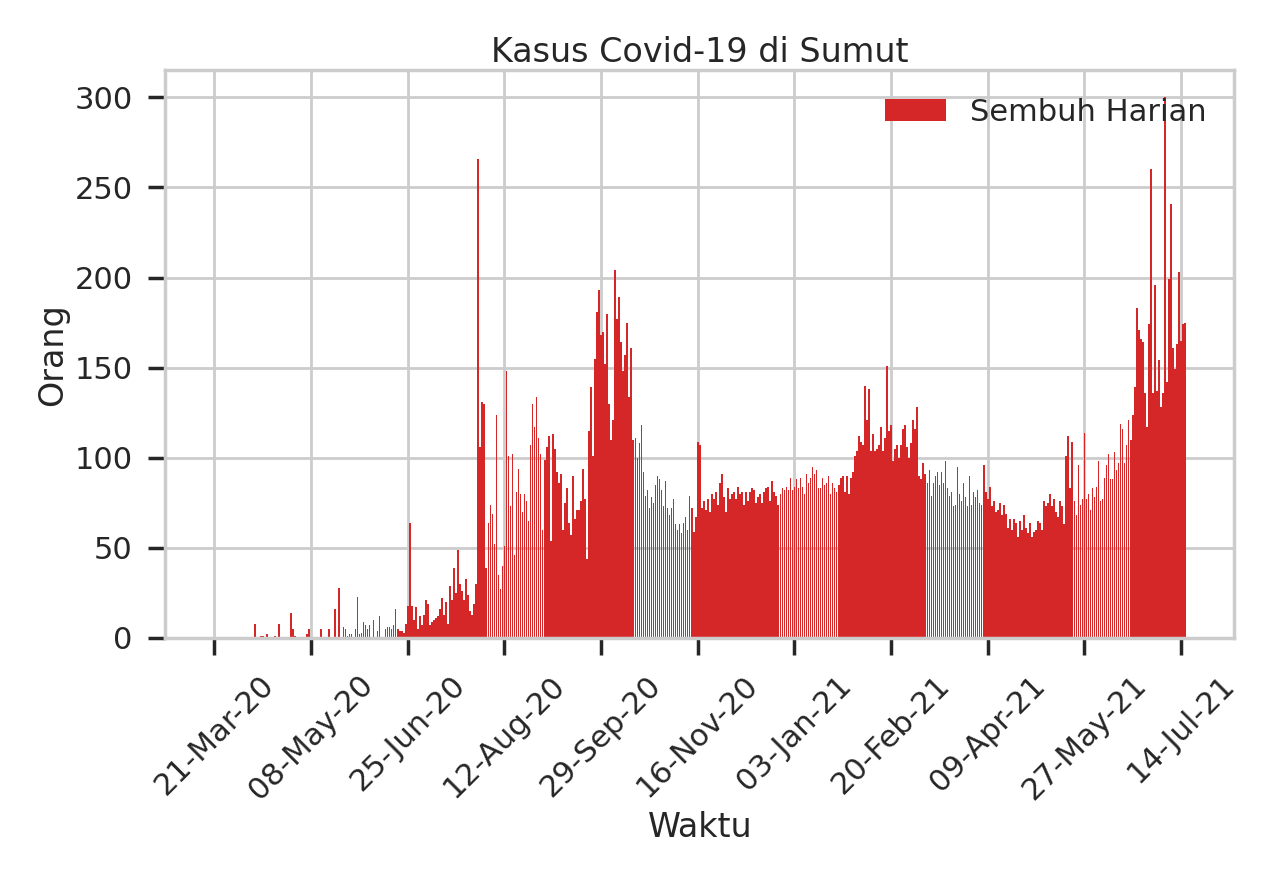 Kasus Covid-19 di Sumut
Sembuh Harian
Orang
300
250
200
150
100
50
0
21-Mar-20
08-May-20
25-Jun-20
12-Aug-20
29-Sep-20
16-Nov-20
03-Jan-21
20-Feb-21
09-Apr-21
27-May-21
14-Jul-21
Waktu